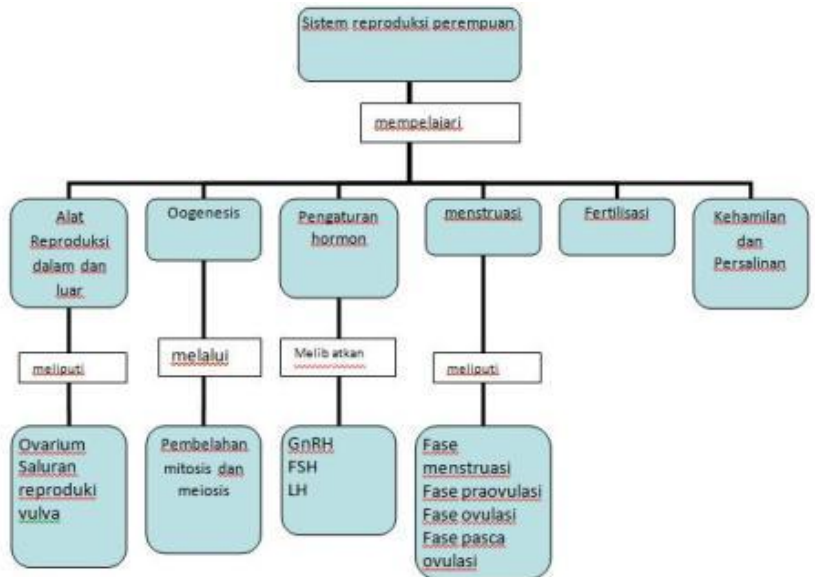 Sistem reproduksi perempuan
mempelajari
Alat
Reproduksi
dalam dan
luar
Oogenesis
Pengaturan
hormon
menstruasi
Fertilisasi
Kehamilan
dan
Persalinan
meliputi
melalui
Melib atkan
meliputi
Ovarium
Saluran
reproduki
vulva
Pembelahan
mitosis dan
meiosis
GnRH
FSH
LH
Fase
menstruasi
Fase praovulasi
Fase ovulasi
Fase pasca
ovulasi